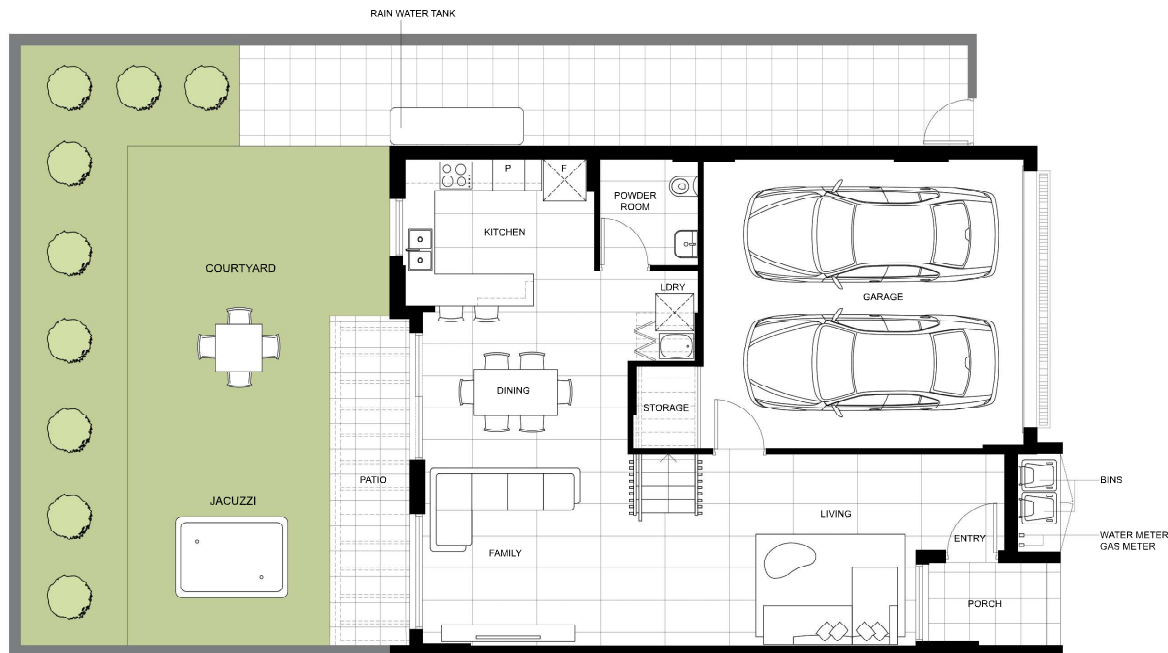 RAIN WATER TANK
P
F
POWDER
ROOM
KITCHEN
COURTYARD
LDRY
GARAGE
DINING
STORAGE
PATIO
BINS
JACUZZI
LIVING
FAMILY
ENTRY
WATER METER
GAS METER
PORCH